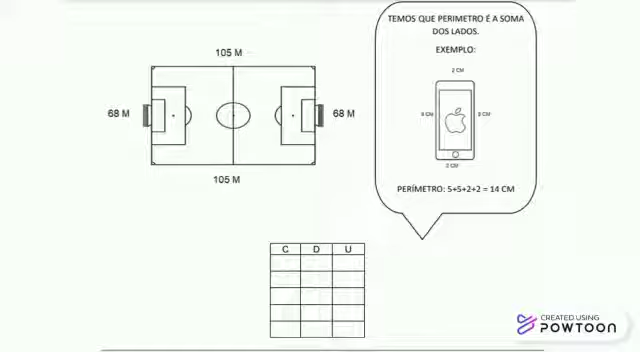 TEMOS QUE PERIMETRO É A SOMA
DOS LADOS.
EXEMPLO:
2 CM
5 CM
5 CM
2 CM
PERÍMETRO: 5+5+2+2 = 14 CM
105 M
68 M
68 M
105 M
C D U
CREATED USING
POWTOON